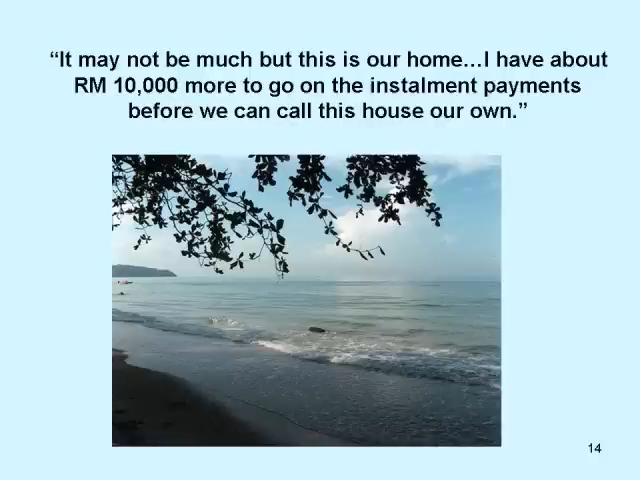 “It may not be much but this is our home…I have about
RM 10,000 more to go on the instalment payments
before we can call this house our own.”
14